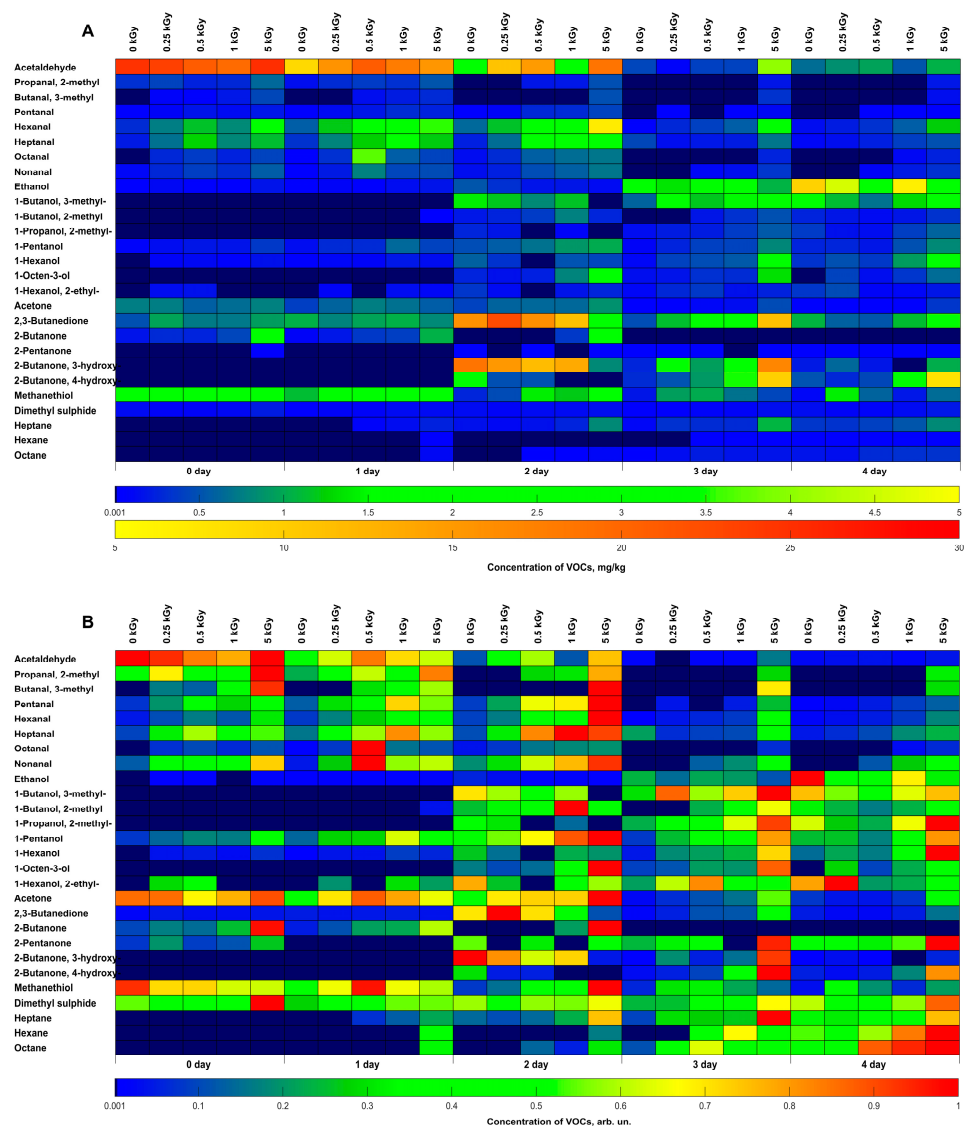 A
0 kGy 0.25 kGy 0.5 kGy 1 kGy 5 kGy 0 kGy 0.25 kGy 0.5 kGy 1 kGy 5 kGy 0 kGy 0.25 kGy 0.5 kGy 1 kGy 5 kGy 0 kGy 0.25 kGy 0.5 kGy 1 kGy 5 kGy 0 kGy 0.25 kGy 0.5 kGy 1 kGy 5 kGy
Acetaldehyde
Propanal, 2-methyl
Butanal, 3-methyl
Pentanal
Hexanal
Heptanal
Octanal
Nonanal
Ethanol
1-Butanol, 3-methyl-
1-Butanol, 2-methyl
1-Propanol, 2-methyl-
1-Pentanol
1-Hexanol
1-Octen-3-ol
1-Hexanol, 2-ethyl-
Acetone
2,3-Butanedione
2-Butanone
2-Pentanone
2-Butanone, 3-hydroxy
2-Butanone, 4-hydroxy
Methanethiol
Dimethyl sulphide
Heptane
Hexane
Octane
0 day 1 day 2 day 3 day 4 day
0.001 0.5 1 1.5 2 2.5 3 3.5 4 4.5 5
5 10 15 20 25 30
Concentration of VOCs, mg/kg
B
0 kGy 0.25 kGy 0.5 kGy 1 kGy 5 kGy 0 kGy 0.25 kGy 0.5 kGy 1 kGy 5 kGy 0 kGy 0.25 kGy 0.5 kGy 1 kGy 5 kGy 0 kGy 0.25 kGy 0.5 kGy 1 kGy 5 kGy 0 kGy 0.25 kGy 0.5 kGy 1 kGy 5 kGy
Acetaldehyde
Propanal, 2-methyl
Butanal, 3-methyl
Pentanal
Hexanal
Heptanal
Octanal
Nonanal
Ethanol
1-Butanol, 3-methyl-
1-Butanol, 2-methyl
1-Propanol, 2-methyl-
1-Pentanol
1-Hexanol
1-Octen-3-ol
1-Hexanol, 2-ethyl-
Acetone
2,3-Butanedione
2-Butanone
2-Pentanone
2-Butanone, 3-hydroxy
2-Butanone, 4-hydroxy
Methanethiol
Dimethyl sulphide
Heptane
Hexane
Octane
0 day 1 day 2 day 3 day 4 day
0.001 0.1 0.2 0.3 0.4 0.5 0.6 0.7 0.8 0.9 1
Concentration of VOCs, arb. un.